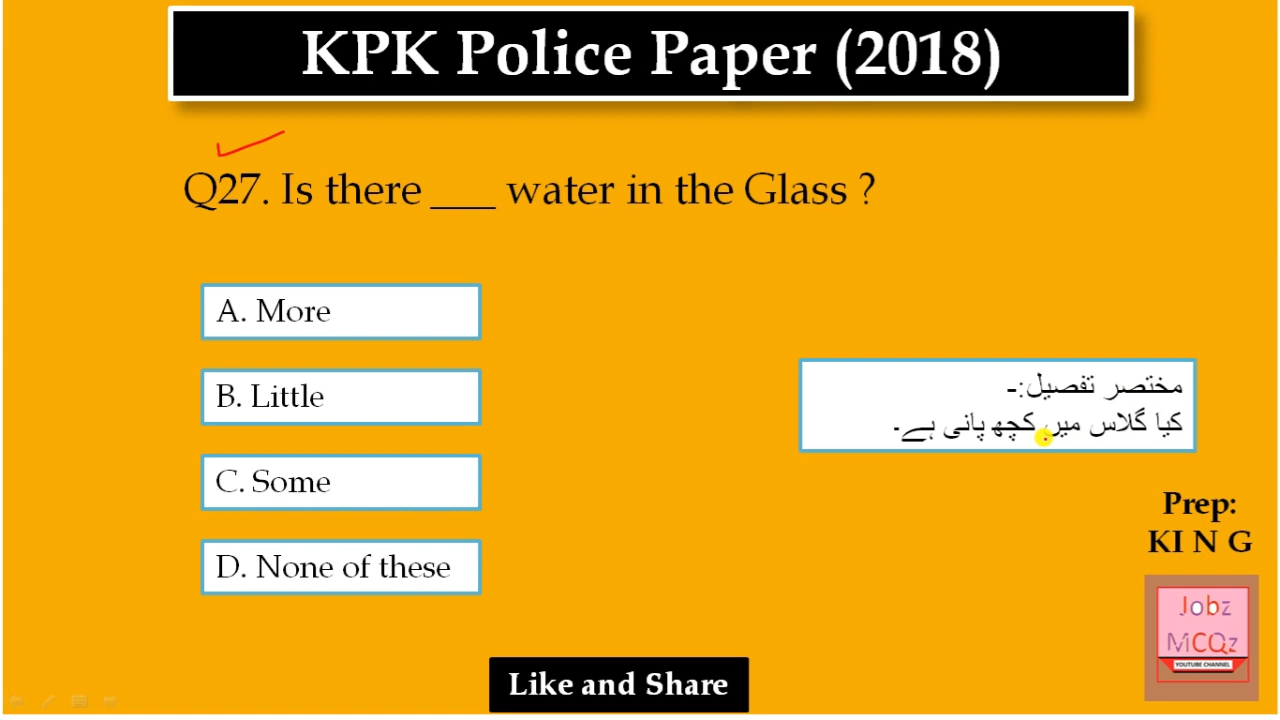 KPK Police Paper (2018)
Q27. Is there ___ water in the Glass ?
A. More
B. Little
C. Some
D. None of these
مختصر تفصیل:-
کیا گلاس میں کچھ پانی ہے۔
Prep:
KI N G
Jobz
MCQz
YOUTUBE CHANNEL
Like and Share